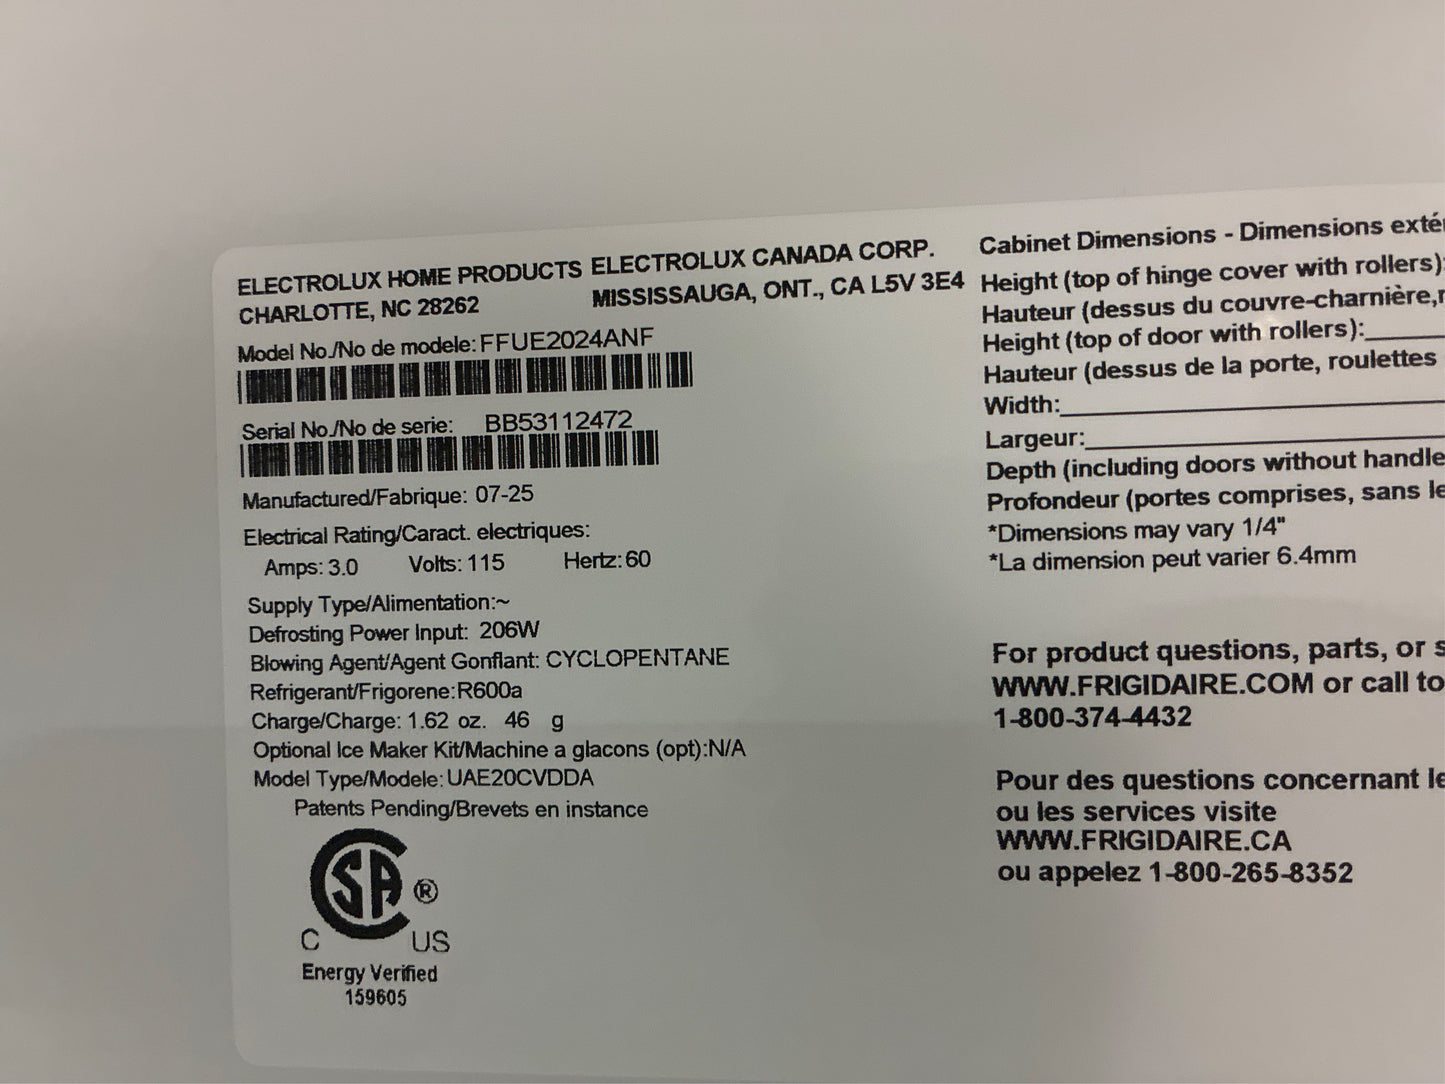 ELECTROLUX HOME PRODUCTS ELECTROLUX CANADA CORP.
CHARLOTTE, NC 28262 MISSISSAUGA, ONT., CA L5V 3E4
Model No./No de modele: FFUE2024ANF
Serial No./No de serie: BB53112472
Manufactured/Fabrique: 07-25
Electrical Rating/Caract. electriques:
Amps: 3.0 Volts: 115 Hertz: 60
Supply Type/Alimentation:~
Defrosting Power Input: 206W
Blowing Agent/Agent Gonflant: CYCLOPENTANE
Refrigerant/Frigorene: R600a
Charge/Charge: 1.62 oz. 46 g
Optional Ice Maker Kit/Machine a glacons (opt):N/A
Model Type/Modele: UAE20CVDDA
Patents Pending/Brevets en instance
CSA ®
C US
Energy Verified
159605
Cabinet Dimensions - Dimensions exté
Height (top of hinge cover with rollers):
Hauteur (dessus du couvre-charnière,r
Height (top of door with rollers):
Hauteur (dessus de la porte, roulettes
Width:
Largeur:
Depth (including doors without handle
Profondeur (portes comprises, sans le
*Dimensions may vary 1/4"
*La dimension peut varier 6.4mm
For product questions, parts, or s
WWW.FRIGIDAIRE.COM or call to
1-800-374-4432
Pour des questions concernant le
ou les services visite
WWW.FRIGIDAIRE.CA
ou appelez 1-800-265-8352